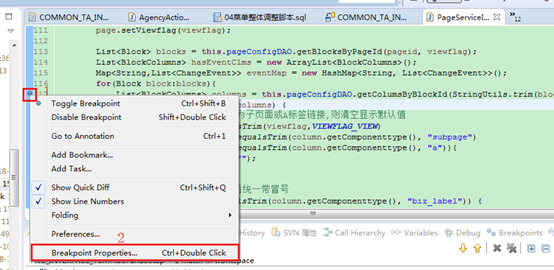 COMMON_TA_IN... AgencyActio... 04菜单整体调整脚本.sql COMMON_TA_IN... PageServiceI... 12
111 page.setViewflag(viewflag);
112
113 List<Block> blocks = this.pageConfigDAO.getBlocksByPageId(pageid, viewflag);
114 List<BlockColumns> hasEventClms = new ArrayList<BlockColumns>();
115 Map<String,List<ChangeEvent>> eventMap = new HashMap<String, List<ChangeEvent>>();
116 for(Block block:blocks){
List<BlockColumns> columns = this.pageConfigDAO.getColumsByBlockId(StringUtils.trim(blo
columns) {
Toggle Breakpoint Ctrl+Shift+B
为子页面或a标签链接,则清空显示默认值
Disable Breakpoint Shift+Double Click
sTrim(viewflag,VIEWFLAG_VIEW)
equalsTrim(column.getComponenttype(), "subpage")
Go to Annotation Ctrl+1
equalsTrim(column.getComponenttype(), "a")){
"");
Add Bookmark...
Add Task...
统一带冒号
Show Quick Diff Ctrl+Shift+Q
lsTrim(column.getComponenttype(), "biz_label")) {
Show Line Numbers
Folding
Preferences... 2
History SVN 属性 Call Hierarchy Debug Breakpoints
Breakpoint Properties... Ctrl+Double Click